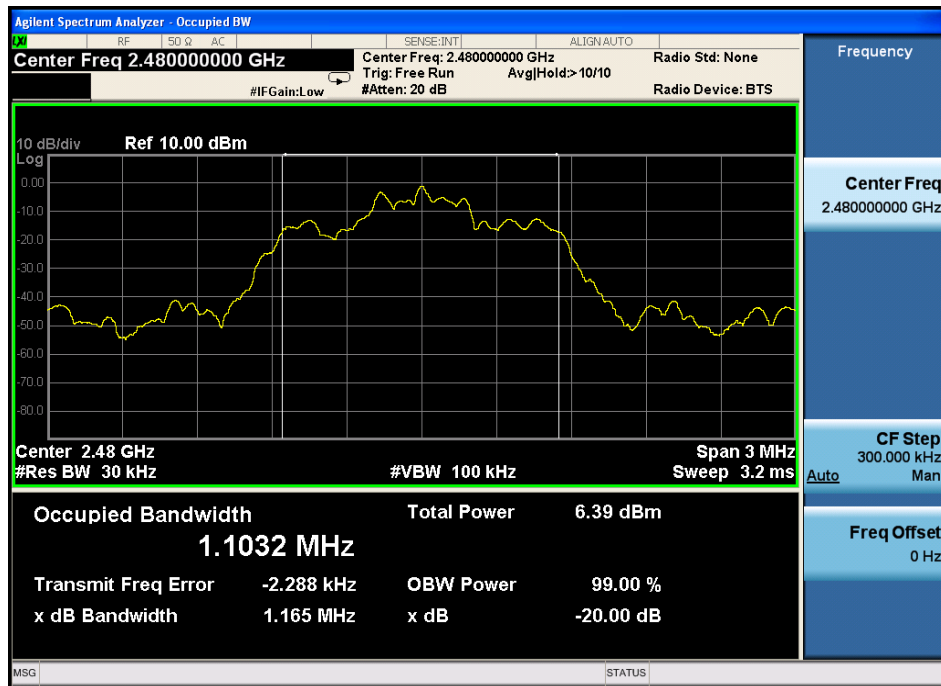 Agilent Spectrum Analyzer - Occupied BW
LXI RF 50 Ω AC SENSE:INT ALIGNAUTO
Center Freq 2.480000000 GHz
#IFGain:Low
Center Freq: 2.480000000 GHz
Trig: Free Run Avg|Hold:>10/10
#Atten: 20 dB
Radio Std: None
Radio Device: BTS
10 dB/div Ref 10.00 dBm
Log
0.00
-10.0
-20.0
-30.0
-40.0
-50.0
-60.0
-70.0
-80.0
Center 2.48 GHz Span 3 MHz
#Res BW 30 kHz #VBW 100 kHz Sweep 3.2 ms
Occupied Bandwidth Total Power 6.39 dBm
1.1032 MHz
Transmit Freq Error -2.288 kHz OBW Power 99.00 %
x dB Bandwidth 1.165 MHz x dB -20.00 dB
MSG STATUS
Frequency
Center Freq
2.480000000 GHz
CF Step
300.000 kHz
Auto Man
Freq Offset
0 Hz